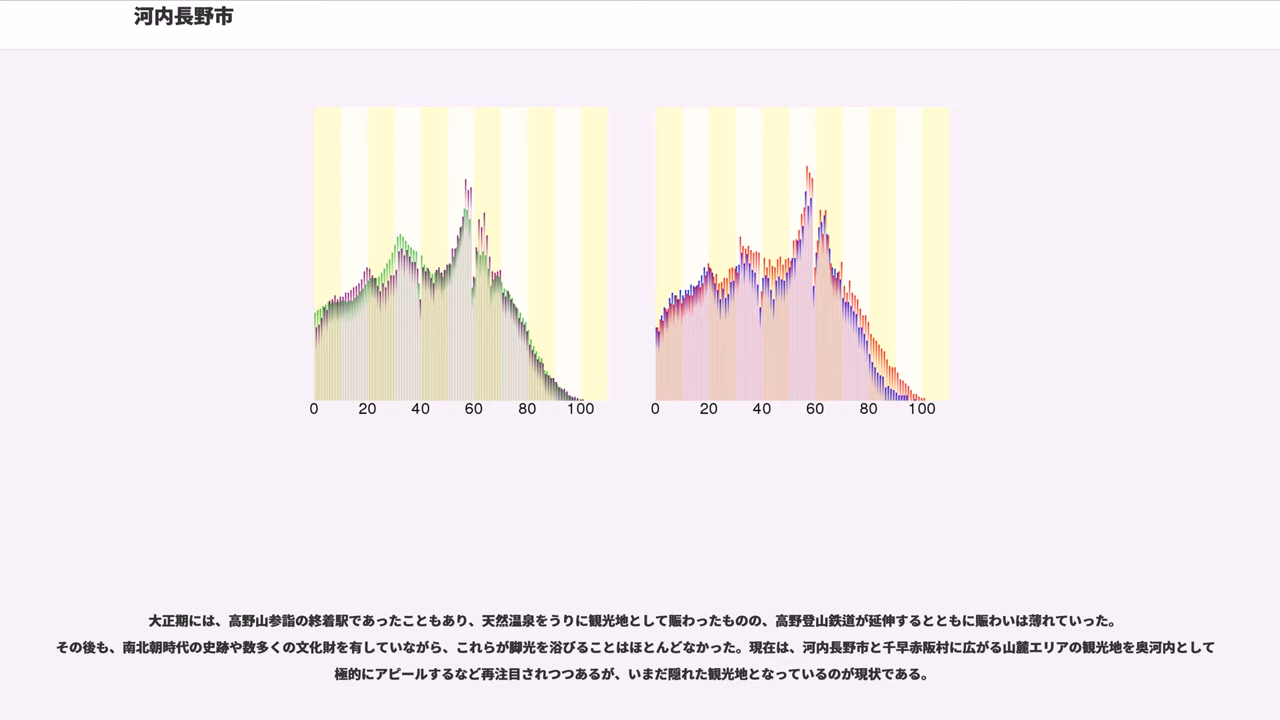 河内長野市
0 20 40 60 80 100
0 20 40 60 80 100
大正期には、高野山参詣の終着駅であったこともあり、天然温泉をうりに観光地として賑わったものの、高野登山鉄道が延伸するとともに賑わいは薄れていった。
その後も、南北朝時代の史跡や数多くの文化財を有していながら、これらが脚光を浴びることはほとんどなかった。現在は、河内長野市と千早赤阪村に広がる山麓エリアの観光地を奥河内として
極的にアピールするなど再注目されつつあるが、いまだ隠れた観光地となっているのが現状である。